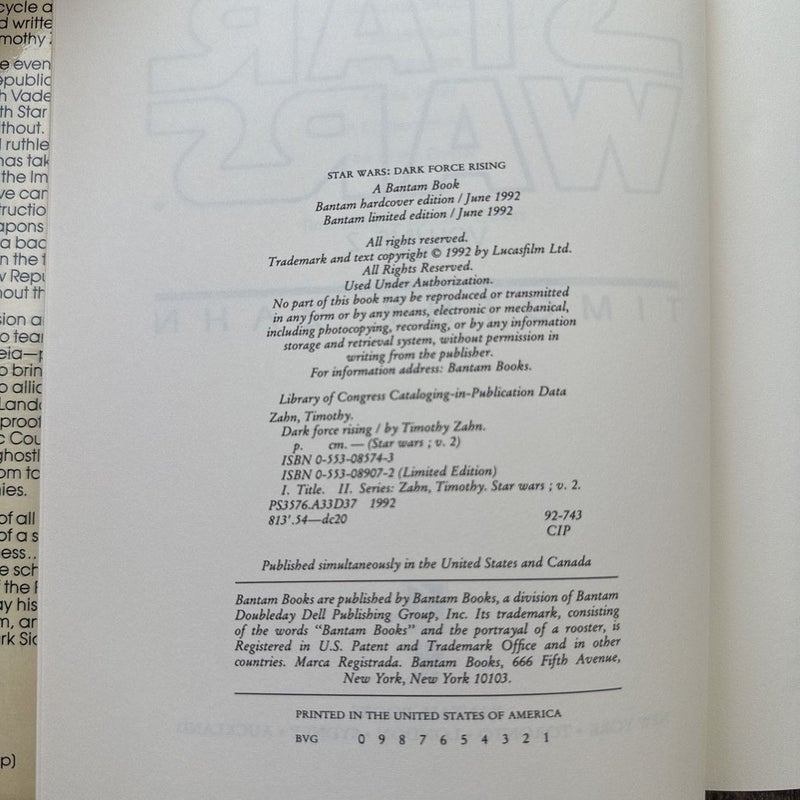 STAR WARS: DARK FORCE RISING
A Bantam Book
Bantam hardcover edition / June 1992
Bantam limited edition / June 1992
All rights reserved.
Trademark and text copyright © 1992 by Lucasfilm Ltd.
All Rights Reserved.
Used Under Authorization.
No part of this book may be reproduced or transmitted
in any form or by any means, electronic or mechanical,
including photocopying, recording, or by any information
storage and retrieval system, without permission in
writing from the publisher.
For information address: Bantam Books.
Library of Congress Cataloging-in-Publication Data
Zahn, Timothy.
Dark force rising / by Timothy Zahn.
p. cm. — (Star wars ; v. 2)
ISBN 0-553-08574-3
ISBN 0-553-08907-2 (Limited Edition)
I. Title. II. Series: Zahn, Timothy. Star wars ; v. 2.
PS3576.A33D37 1992
813'.54—dc20 92-743
CIP
Published simultaneously in the United States and Canada
Bantam Books are published by Bantam Books, a division of Bantam
Doubleday Dell Publishing Group, Inc. Its trademark, consisting
of the words "Bantam Books" and the portrayal of a rooster, is
Registered in U.S. Patent and Trademark Office and in other
countries. Marca Registrada. Bantam Books, 666 Fifth Avenue,
New York, New York 10103.
PRINTED IN THE UNITED STATES OF AMERICA
BVG 0 9 8 7 6 5 4 3 2 1